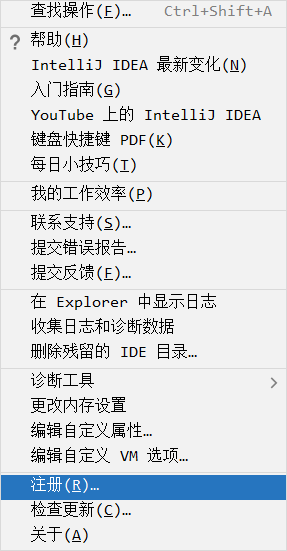 查找操作(F)… Ctrl+Shift+A
? 帮助(H)
IntelliJ IDEA 最新变化(N)
入门指南(G)
YouTube 上的 IntelliJ IDEA
键盘快捷键 PDF(K)
每日小技巧(T)
我的工作效率(P)
联系支持(S)…
提交错误报告…
提交反馈(F)…
在 Explorer 中显示日志
收集日志和诊断数据
删除残留的 IDE 目录…
诊断工具
更改内存设置
编辑自定义属性…
编辑自定义 VM 选项…
注册(R)…
检查更新(C)…
关于(A)